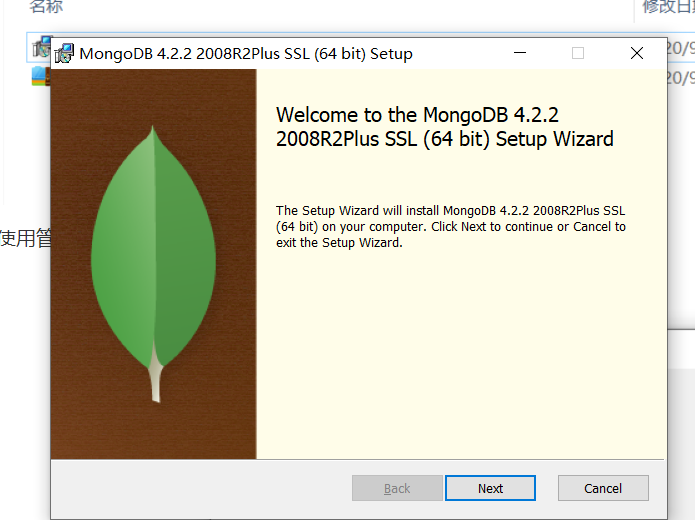 名称
修改日
MongoDB 4.2.2 2008R2Plus SSL (64 bit) Setup
20/9
20/9
Welcome to the MongoDB 4.2.2
2008R2Plus SSL (64 bit) Setup Wizard
The Setup Wizard will install MongoDB 4.2.2 2008R2Plus SSL
(64 bit) on your computer. Click Next to continue or Cancel to
exit the Setup Wizard.
使用管
Back
Next
Cancel